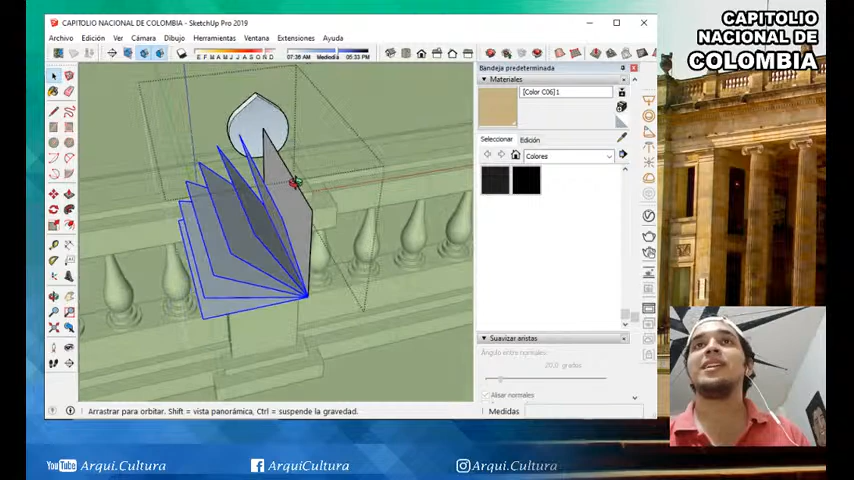 CAPITOLIO NACIONAL DE COLOMBIA - SketchUp Pro 2019
Archivo Edición Ver Cámara Dibujo Herramientas Ventana Extensiones Ayuda
E F M A M J J A S O N D 07:36 AM Mediodía 05:33 PM
Bandeja predeterminada
Materiales
[Color C06]1
Seleccionar Edición
Colores
Suavizar aristas
Ángulo entre normales:
20,0 grados
Alisar normales
Arrastrar para orbitar. Shift = vista panorámica, Ctrl = suspende la gravedad.
Medidas
CAPITOLIO
NACIONAL DE
COLOMBIA
YouTube Arqui.Cultura
ArquiCultura
Arqui.Cultura